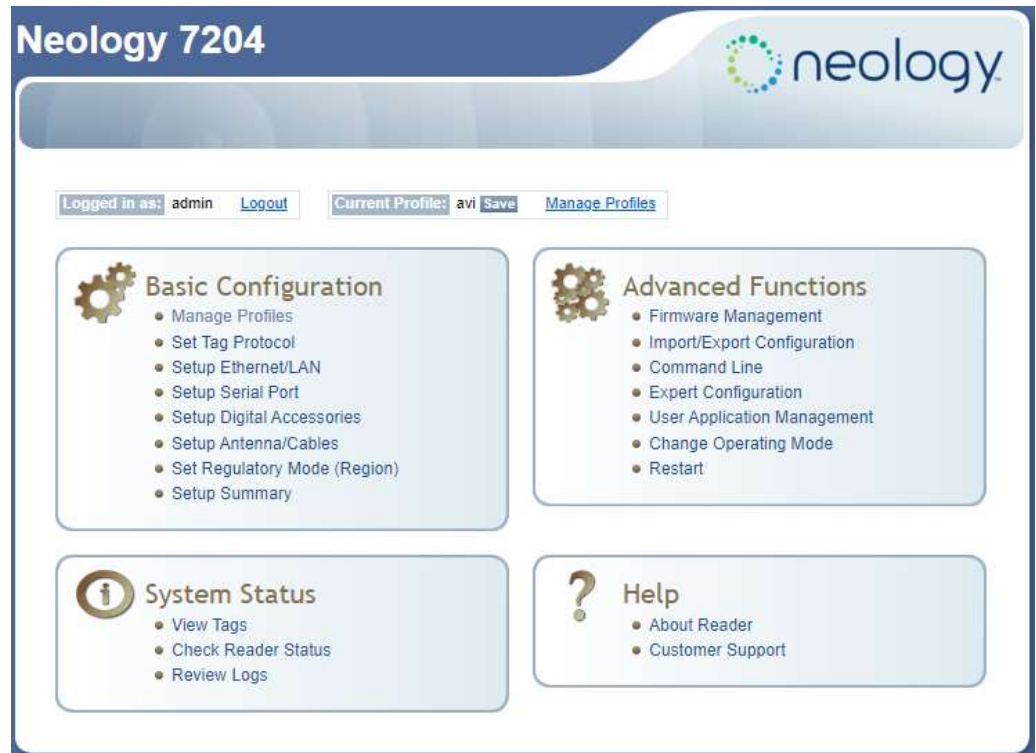 Neology 7204
neology
Logged in as: admin Logout Current Profile: avi Save Manage Profiles
Basic Configuration
Manage Profiles
Set Tag Protocol
Setup Ethernet/LAN
Setup Serial Port
Setup Digital Accessories
Setup Antenna/Cables
Set Regulatory Mode (Region)
Setup Summary
Advanced Functions
Firmware Management
Import/Export Configuration
Command Line
Expert Configuration
User Application Management
Change Operating Mode
Restart
System Status
View Tags
Check Reader Status
Review Logs
Help
About Reader
Customer Support